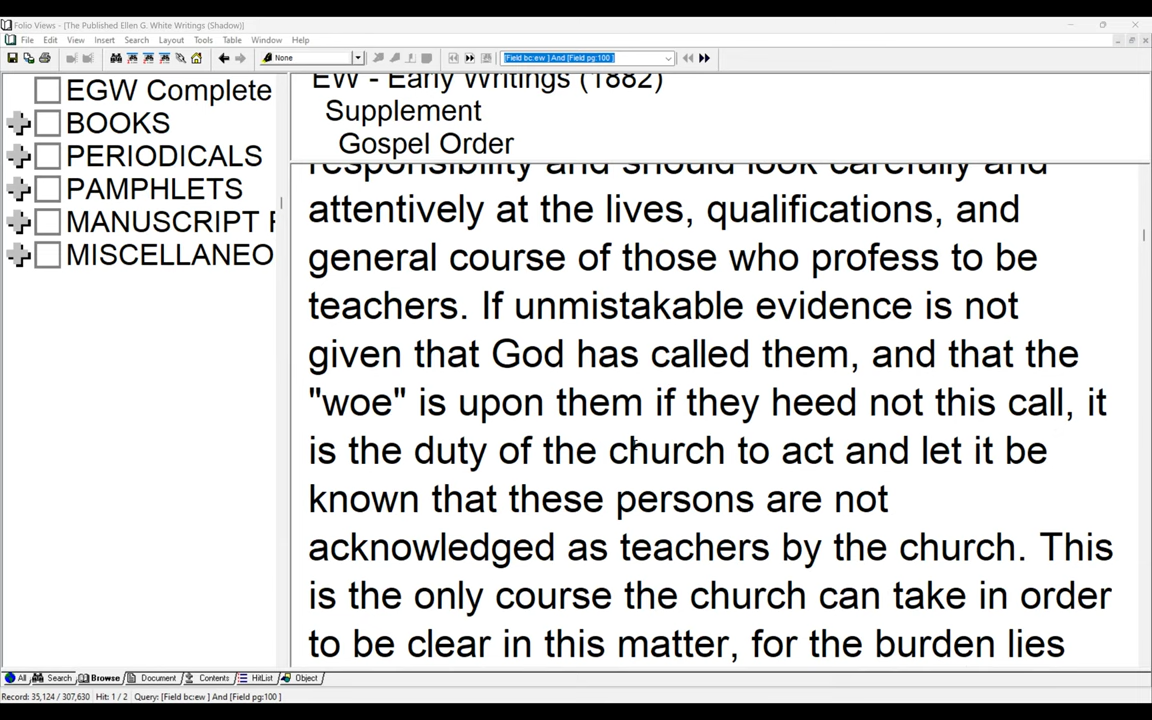 Folio Views - [The Published Ellen G. White Writings (Shadow)]
File Edit View Insert Search Layout Tools Table Window Help
None
[Field bc:ew ] And [Field pg:100 ]
EGW Complete
BOOKS
PERIODICALS
PAMPHLETS
MANUSCRIPT
MISCELLANEO
EW - Early Writings (1882)
Supplement
Gospel Order
responsibility and should look carefully and
attentively at the lives, qualifications, and
general course of those who profess to be
teachers. If unmistakable evidence is not
given that God has called them, and that the
"woe" is upon them if they heed not this call, it
is the duty of the church to act and let it be
known that these persons are not
acknowledged as teachers by the church. This
is the only course the church can take in order
to be clear in this matter, for the burden lies
All Search Browse Document Contents HitList Object
Record: 35,124 / 307,630 Hit: 1 / 2 Query: [Field bc:ew ] And [Field pg:100 ]